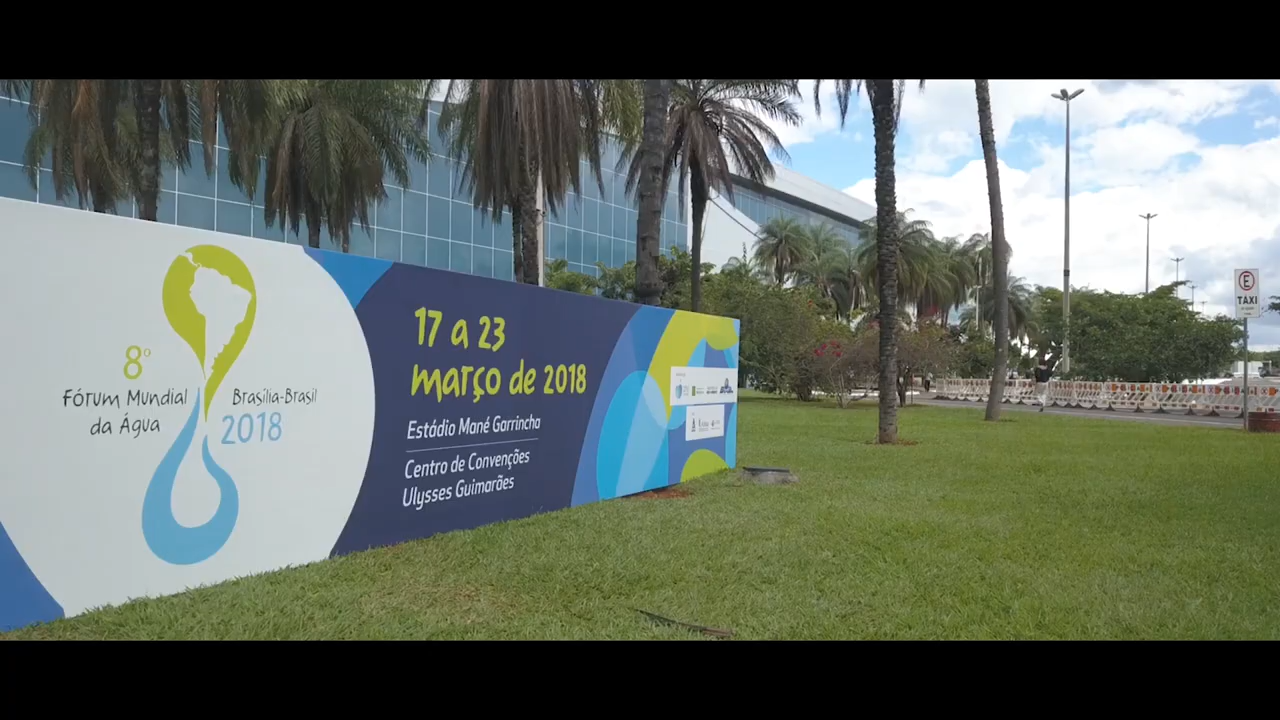 8º
Fórum Mundial
da Água
Brasília-Brasil
2018
17 a 23
março de 2018
Estádio Mané Garrincha
Centro de Convenções
Ulysses Guimarães
E
TAXI